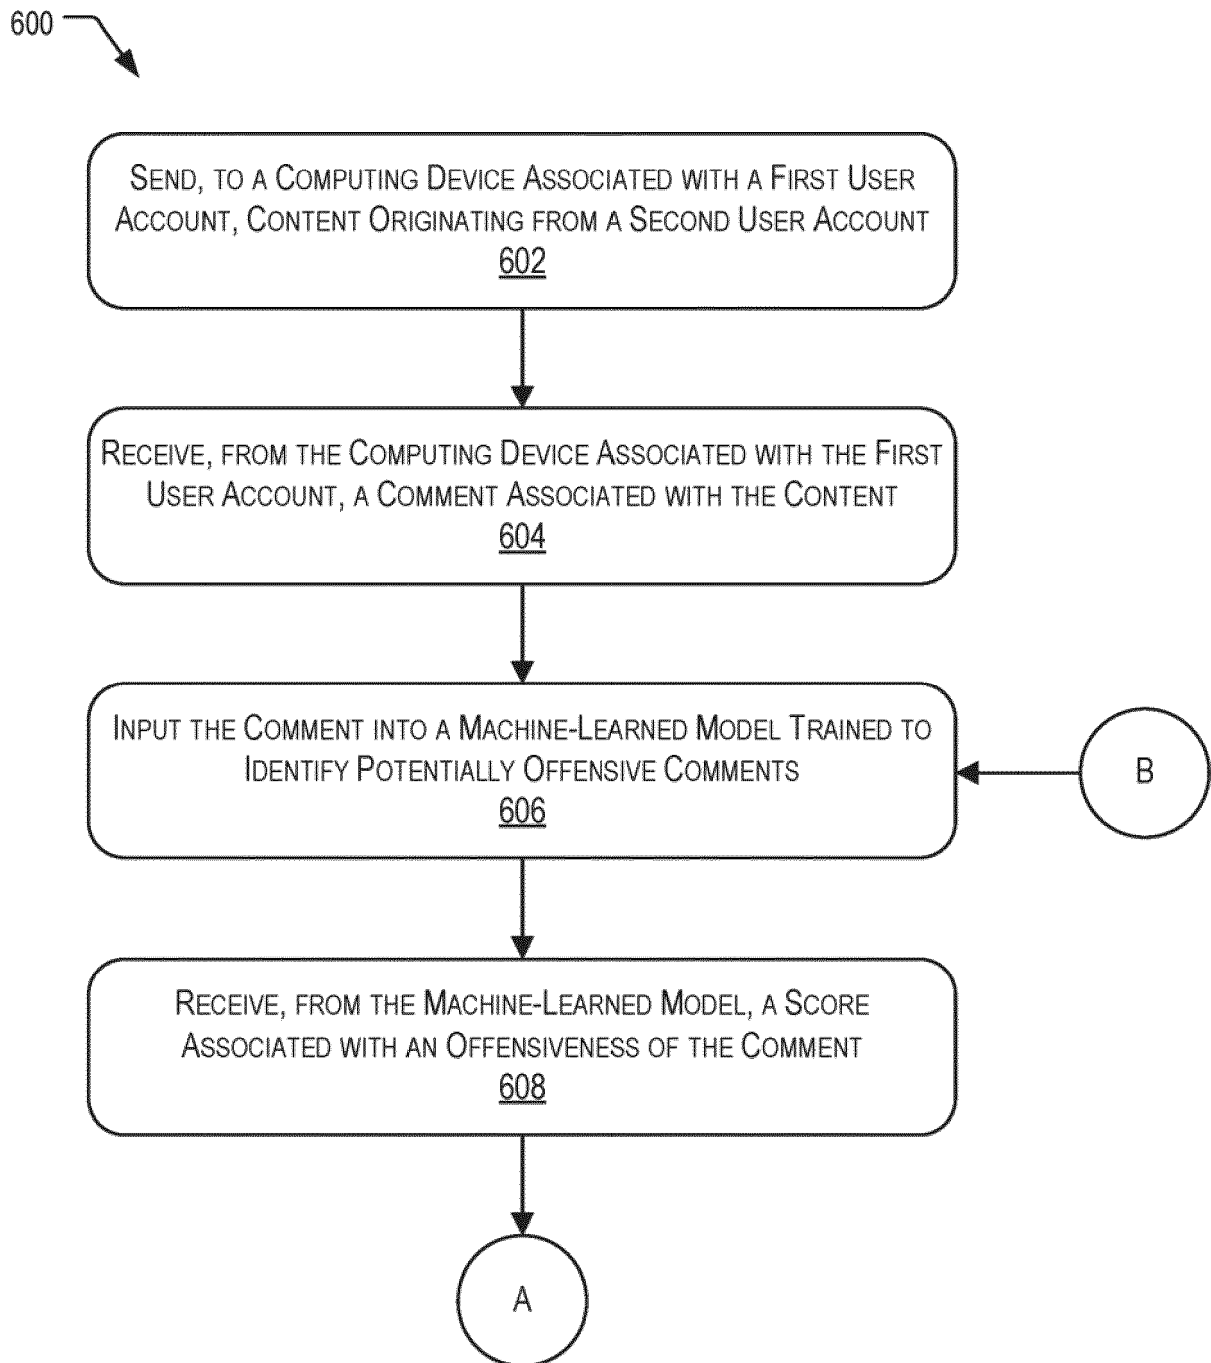 600
SEND, TO A COMPUTING DEVICE ASSOCIATED WITH A FIRST USER
ACCOUNT, CONTENT ORIGINATING FROM A SECOND USER ACCOUNT
602
RECEIVE, FROM THE COMPUTING DEVICE ASSOCIATED WITH THE FIRST
USER ACCOUNT, A COMMENT ASSOCIATED WITH THE CONTENT
604
INPUT THE COMMENT INTO A MACHINE-LEARNED MODEL TRAINED TO
IDENTIFY POTENTIALLY OFFENSIVE COMMENTS
606
B
RECEIVE, FROM THE MACHINE-LEARNED MODEL, A SCORE
ASSOCIATED WITH AN OFFENSIVENESS OF THE COMMENT
608
A